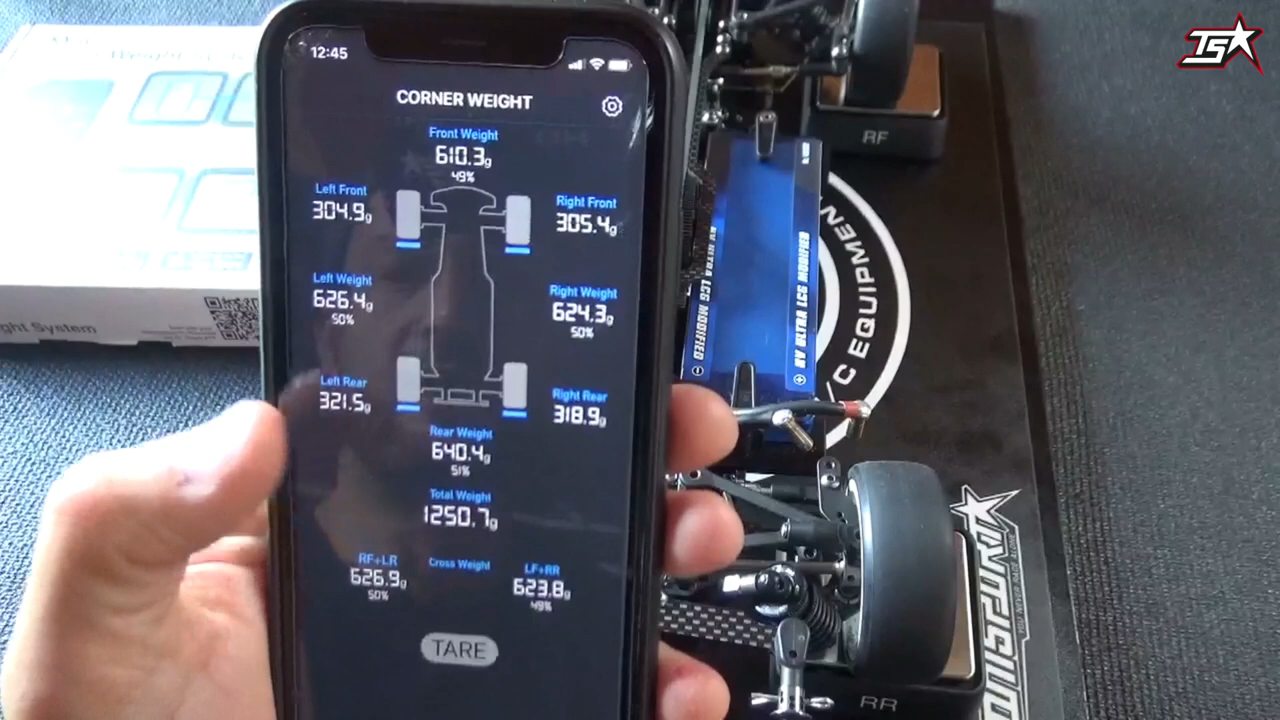 12:45
CORNER WEIGHT
Front Weight
610.3g
49%
Left Front
304.9g
Right Front
305.4g
Left Weight
626.4g
50%
Right Weight
624.3g
50%
Left Rear
321.5g
Right Rear
318.9g
Rear Weight
640.4g
51%
Total Weight
1250.7g
RF+LR
626.9g
50%
Cross Weight
LF+RR
623.8g
49%
TARE
TS
RF
RR
/C EQUIPMEN
LCG MODIFIED
ULTRA LCG MODIFIED
ght System